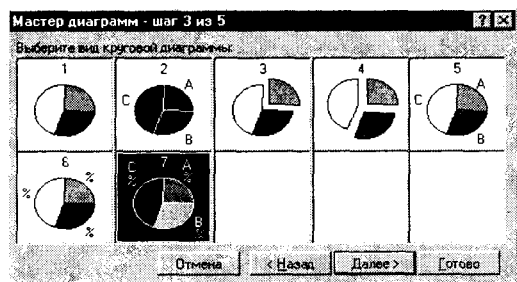 Мастер диаграмм - шаг 3 из 5
Выберите вид круговой диаграммы:
1 2 3 4 5
A A
C C
B B
6 7
C A
% %
% %
B
%
Отмена < Назад Далее > Готово